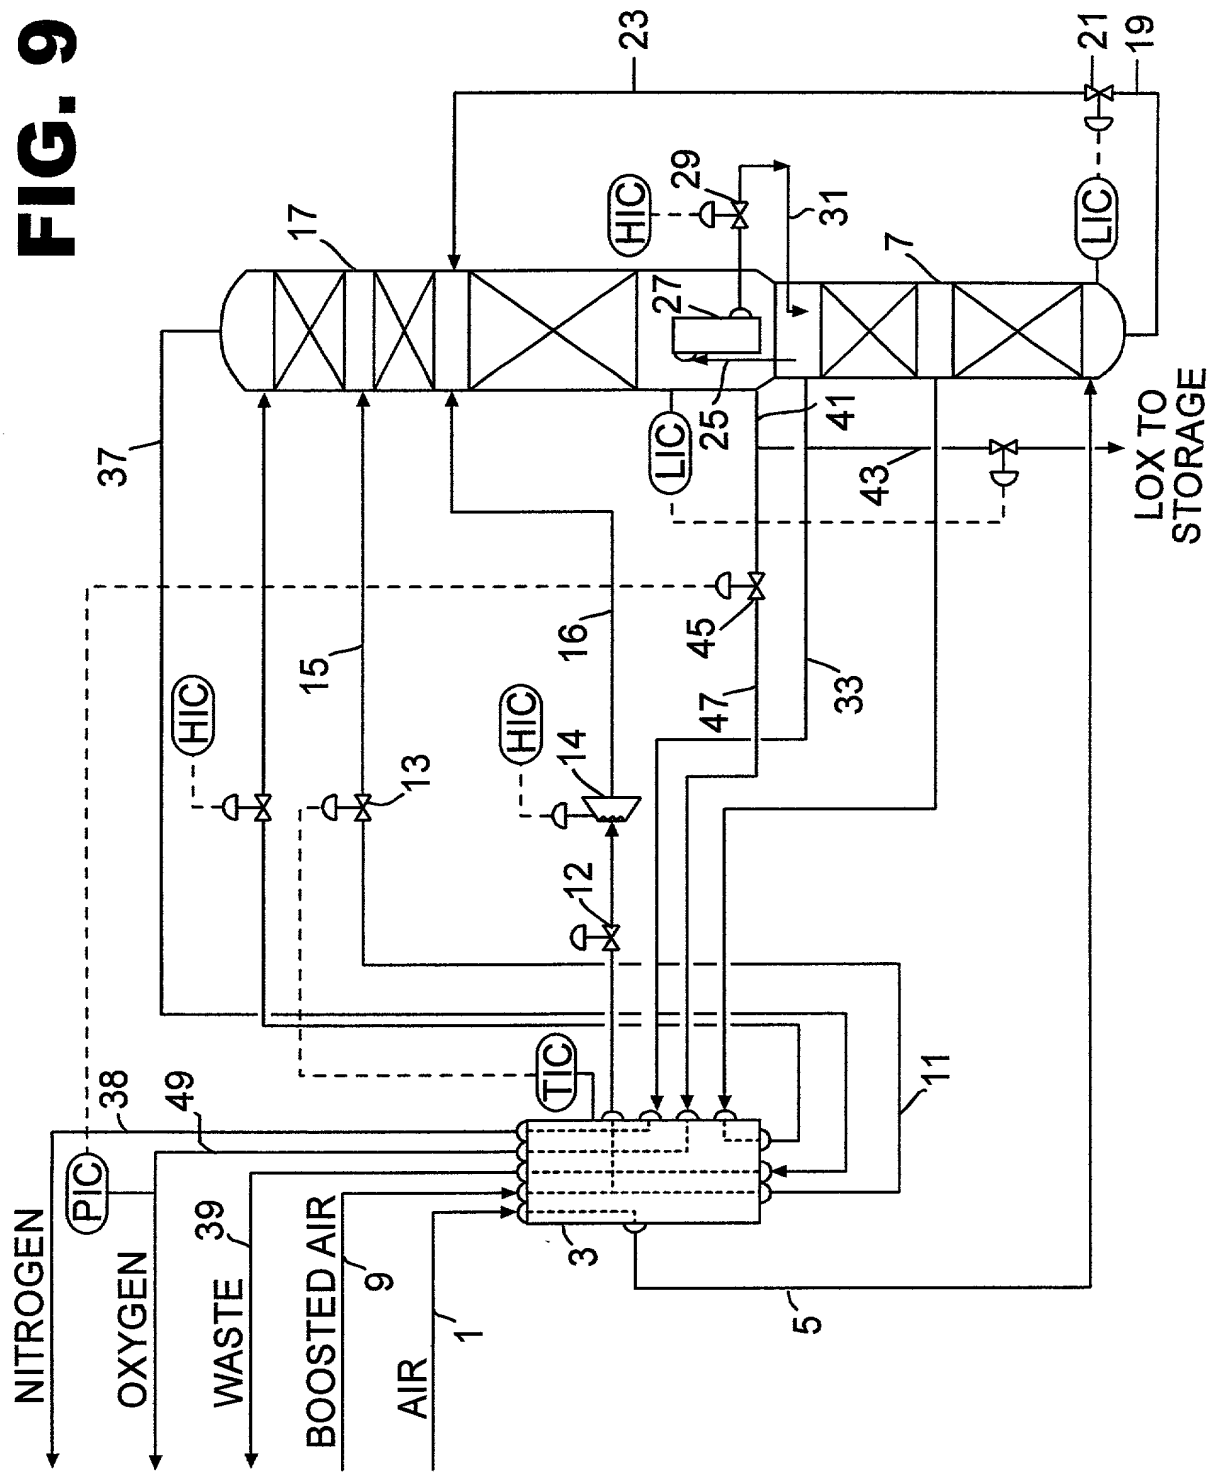 FIG. 9
NITROGEN
OXYGEN
WASTE
BOOSTED AIR
AIR
PIC
38
49
39
9
1
3
5
TIC
11
37
HIC
15
13
HIC
14
12
16
45
47
33
17
LIC
25
27
41
43
LOX TO
STORAGE
HIC
29
31
7
LIC
23
21
19